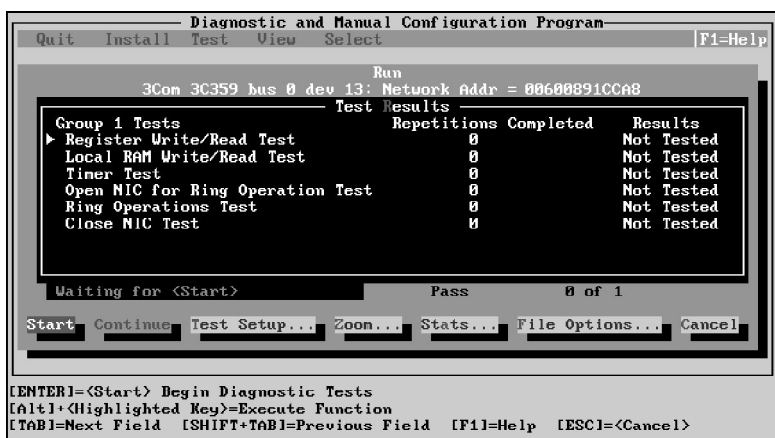 Diagnostic and Manual Configuration Program
Quit Install Test View Select F1=Help
Run
3Com 3C359 bus 0 dev 13: Network Addr = 00600891CCA8
Test Results
Group 1 Tests Repetitions Completed Results
Register Write/Read Test 0 Not Tested
Local RAM Write/Read Test 0 Not Tested
Timer Test 0 Not Tested
Open NIC for Ring Operation Test 0 Not Tested
Ring Operations Test 0 Not Tested
Close NIC Test 0 Not Tested
Waiting for <Start> Pass 0 of 1
Start Continue Test Setup... Zoom... Stats... File Options... Cancel
[ENTER]=<Start> Begin Diagnostic Tests
[Alt]+<Highlighted Key>=Execute Function
[TAB]=Next Field [SHIFT+TAB]=Previous Field [F1]=Help [ESC]=<Cancel>